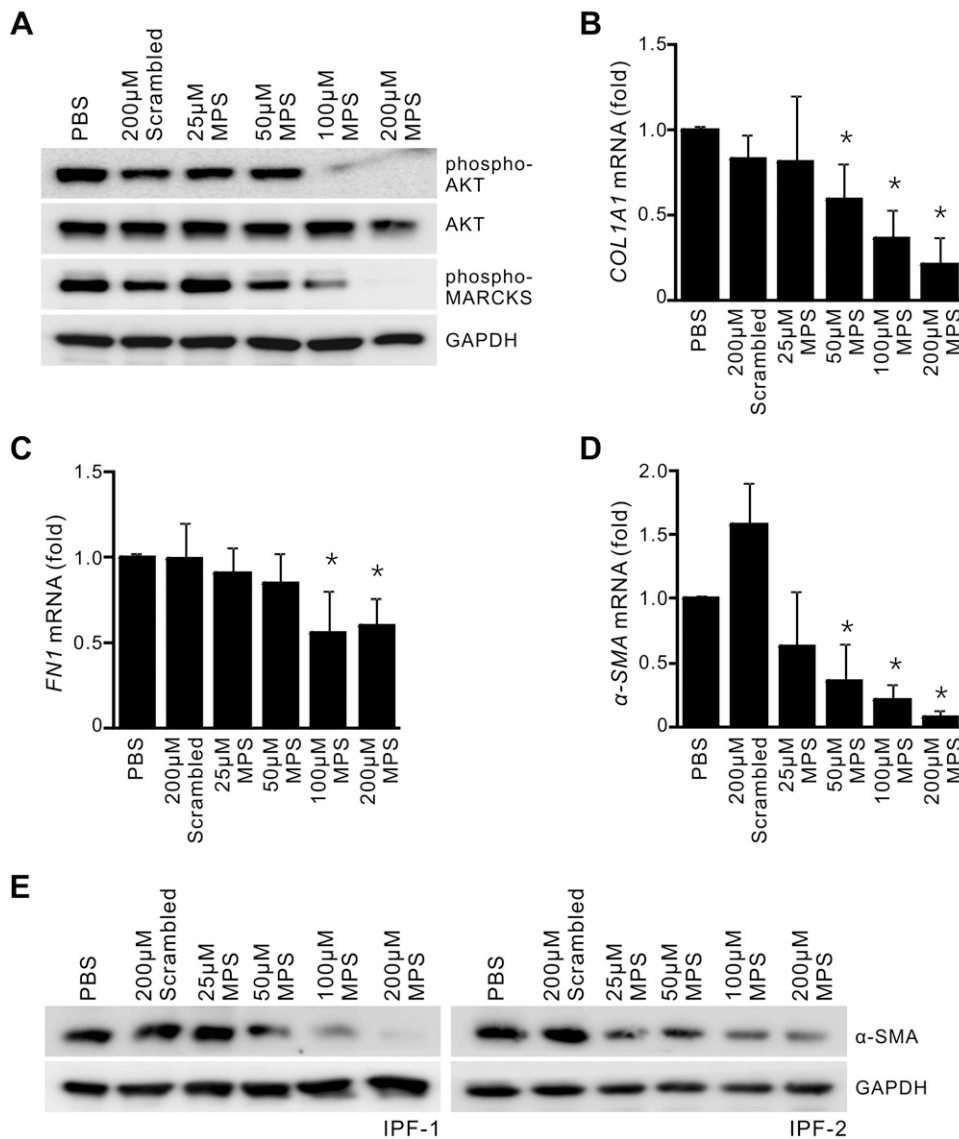 A
PBS
200μM Scrambled
25μM MPS
50μM MPS
100μM MPS
200μM MPS
phospho-
AKT
AKT
phospho-
MARCKS
GAPDH
B
COL1A1 mRNA (fold)
1.5
1.0
0.5
0
*
*
*
PBS
200μM
Scrambled
25μM
MPS
50μM
MPS
100μM
MPS
200μM
MPS
C
FN1 mRNA (fold)
1.5
1.0
0.5
0
*
*
PBS
200μM
Scrambled
25μM
MPS
50μM
MPS
100μM
MPS
200μM
MPS
D
α-SMA mRNA (fold)
2.0
1.5
1.0
0.5
0
*
*
*
PBS
200μM
Scrambled
25μM
MPS
50μM
MPS
100μM
MPS
200μM
MPS
E
PBS
200μM
Scrambled
25μM
MPS
50μM
MPS
100μM
MPS
200μM
MPS
PBS
200μM
Scrambled
25μM
MPS
50μM
MPS
100μM
MPS
200μM
MPS
α-SMA
GAPDH
IPF-1
IPF-2